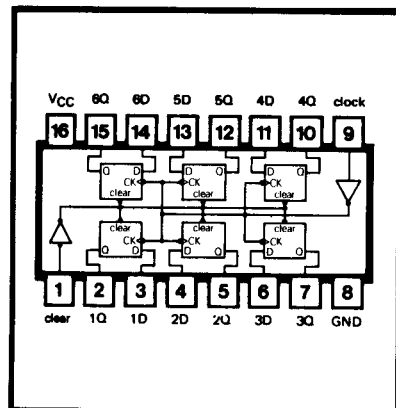 VCC 6Q 6D 5D 5Q 4D 4Q clock
16 15 14 13 12 11 10 9
Q D D Q D Q
CK CK CK
clear clear clear
clear clear clear
CK CK CK
Q D D Q D Q
1 2 3 4 5 6 7 8
clear 1Q 1D 2D 2Q 3D 3Q GND